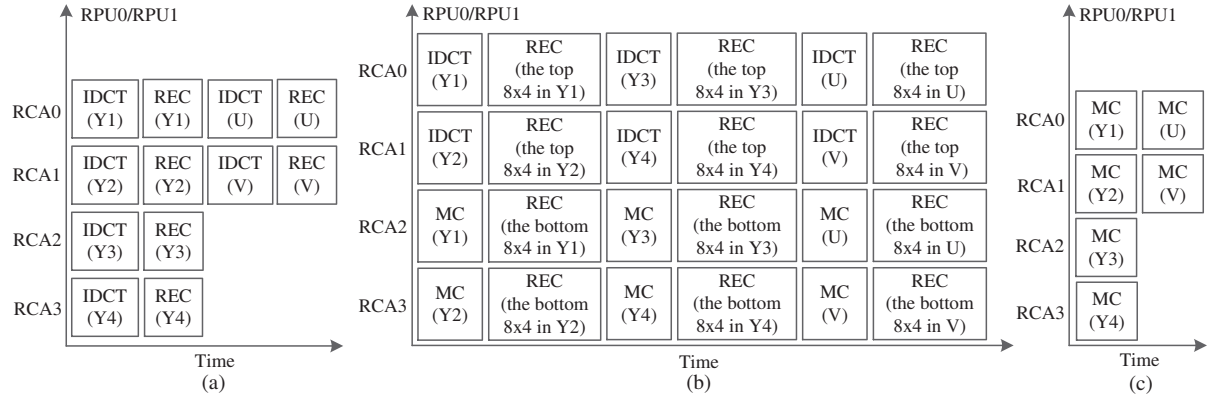 RPU0/RPU1
RCA0
IDCT
(Y1)
REC
(Y1)
IDCT
(U)
REC
(U)
RCA1
IDCT
(Y2)
REC
(Y2)
IDCT
(V)
REC
(V)
RCA2
IDCT
(Y3)
REC
(Y3)
RCA3
IDCT
(Y4)
REC
(Y4)
Time
(a)
RPU0/RPU1
RCA0
IDCT
(Y1)
REC
(the top
8x4 in Y1)
IDCT
(Y3)
REC
(the top
8x4 in Y3)
IDCT
(U)
REC
(the top
8x4 in U)
RCA1
IDCT
(Y2)
REC
(the top
8x4 in Y2)
IDCT
(Y4)
REC
(the top
8x4 in Y4)
IDCT
(V)
REC
(the top
8x4 in V)
RCA2
MC
(Y1)
REC
(the bottom
8x4 in Y1)
MC
(Y3)
REC
(the bottom
8x4 in Y3)
MC
(U)
REC
(the bottom
8x4 in U)
RCA3
MC
(Y2)
REC
(the bottom
8x4 in Y2)
MC
(Y4)
REC
(the bottom
8x4 in Y4)
MC
(V)
REC
(the bottom
8x4 in V)
Time
(b)
RPU0/RPU1
RCA0
MC
(Y1)
MC
(U)
RCA1
MC
(Y2)
MC
(V)
RCA2
MC
(Y3)
RCA3
MC
(Y4)
Time
(c)